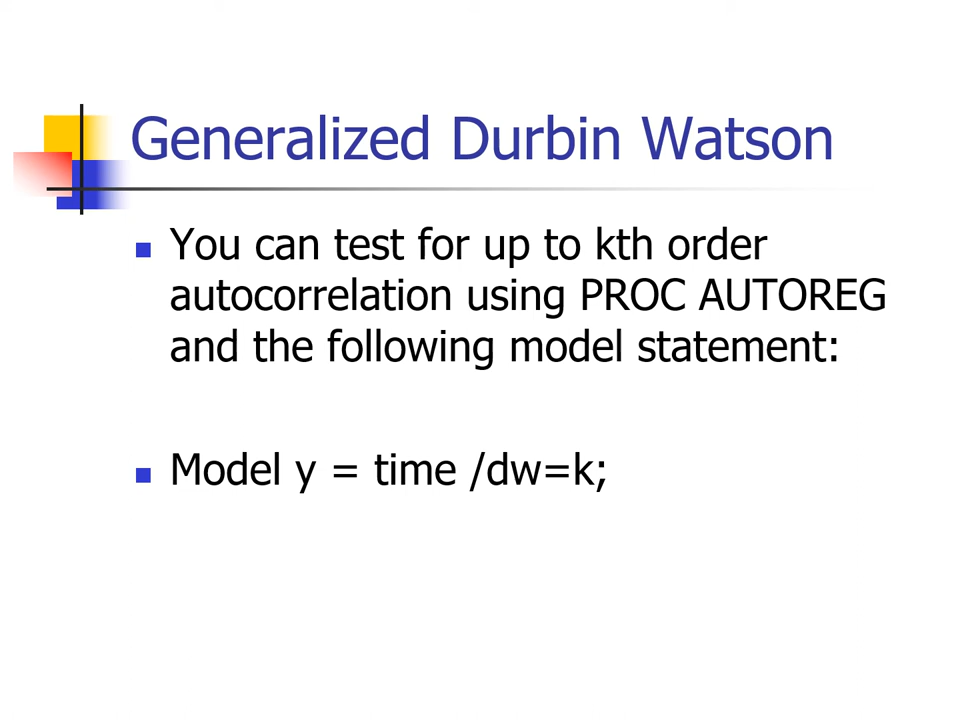 Generalized Durbin Watson
You can test for up to kth order
autocorrelation using PROC AUTOREG
and the following model statement:
Model y = time /dw=k;